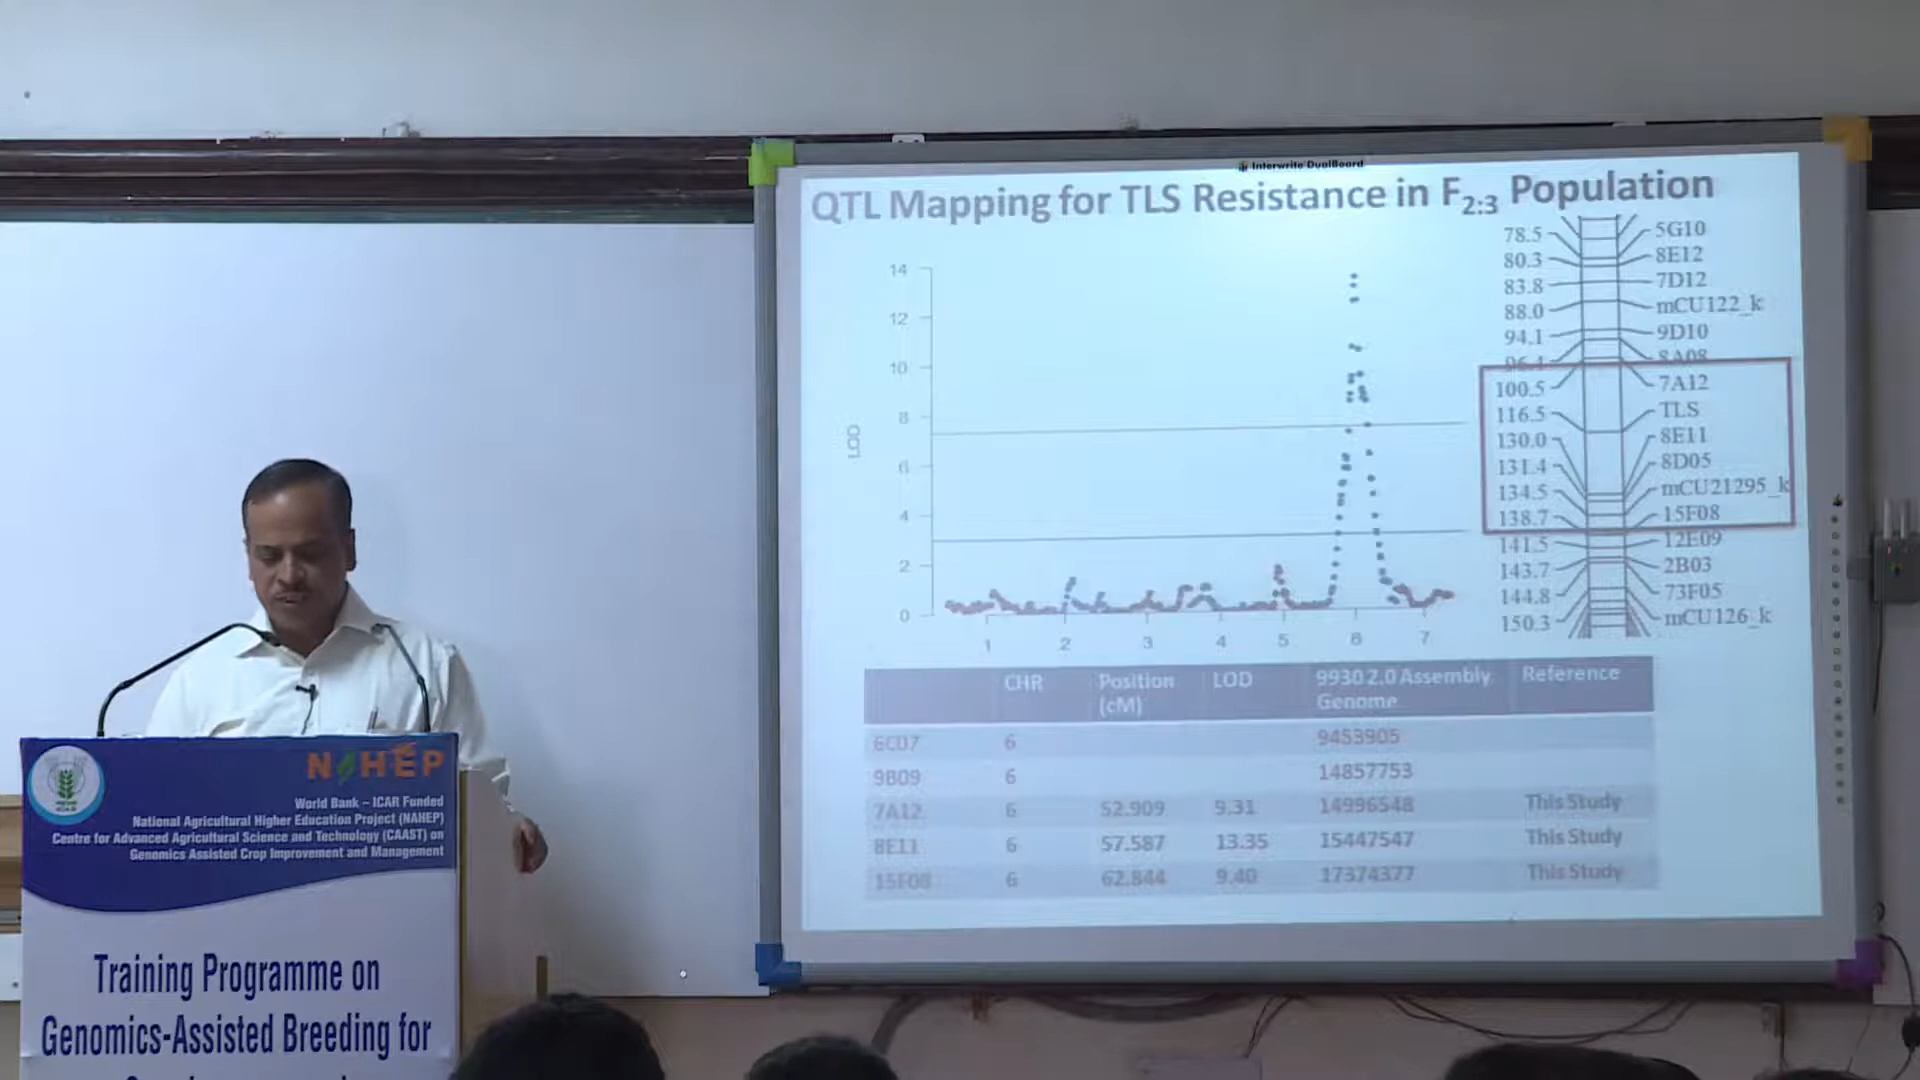 Interwrite DualBoard
QTL Mapping for TLS Resistance in F2:3 Population
14
12
10
8
6
4
2
0
LOD
1 2 3 4 5 6 7
78.5 5G10
80.3 8E12
83.8 7D12
88.0 mCU122_k
94.1 9D10
96.4 8A08
100.5 7A12
116.5 TLS
130.0 8E11
131.4 8D05
134.5 mCU21295_k
138.7 15F08
141.5 12E09
143.7 2B03
144.8 73F05
150.3 mCU126_k
CHR Position (cM) LOD 9930 2.0 Assembly Genome Reference
6C07 6 9453905
9B09 6 14857753
7A12 6 52.909 9.31 14996548 This Study
8E11 6 57.587 13.35 15447547 This Study
15F08 6 62.844 9.40 17374377 This Study
ICAR
NAHEP
World Bank – ICAR Funded
National Agricultural Higher Education Project (NAHEP)
Centre for Advanced Agricultural Science and Technology (CAAST) on
Genomics Assisted Crop Improvement and Management
Training Programme on
Genomics-Assisted Breeding for